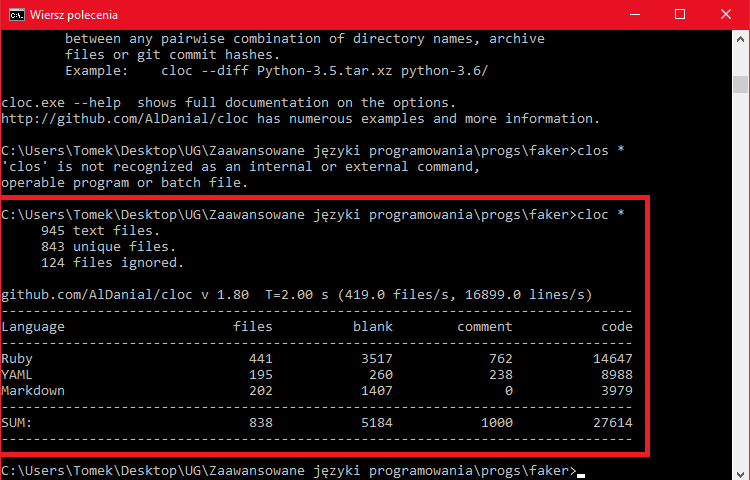 Wiersz polecenia
between any pairwise combination of directory names, archive
files or git commit hashes.
Example:    cloc --diff Python-3.5.tar.xz python-3.6/
cloc.exe --help  shows full documentation on the options.
http://github.com/AlDanial/cloc has numerous examples and more information.
C:\Users\Tomek\Desktop\UG\Zaawansowane języki programowania\progs\faker>clos *
'clos' is not recognized as an internal or external command,
operable program or batch file.
C:\Users\Tomek\Desktop\UG\Zaawansowane języki programowania\progs\faker>cloc *
945 text files.
843 unique files.
124 files ignored.
github.com/AlDanial/cloc v 1.80  T=2.00 s (419.0 files/s, 16899.0 lines/s)
-------------------------------------------------------------------------------
Language                     files          blank        comment           code
-------------------------------------------------------------------------------
Ruby                           441           3517            762          14647
YAML                           195            260            238           8988
Markdown                       202           1407              0           3979
-------------------------------------------------------------------------------
SUM:                           838           5184           1000          27614
-------------------------------------------------------------------------------
C:\Users\Tomek\Desktop\UG\Zaawansowane języki programowania\progs\faker>